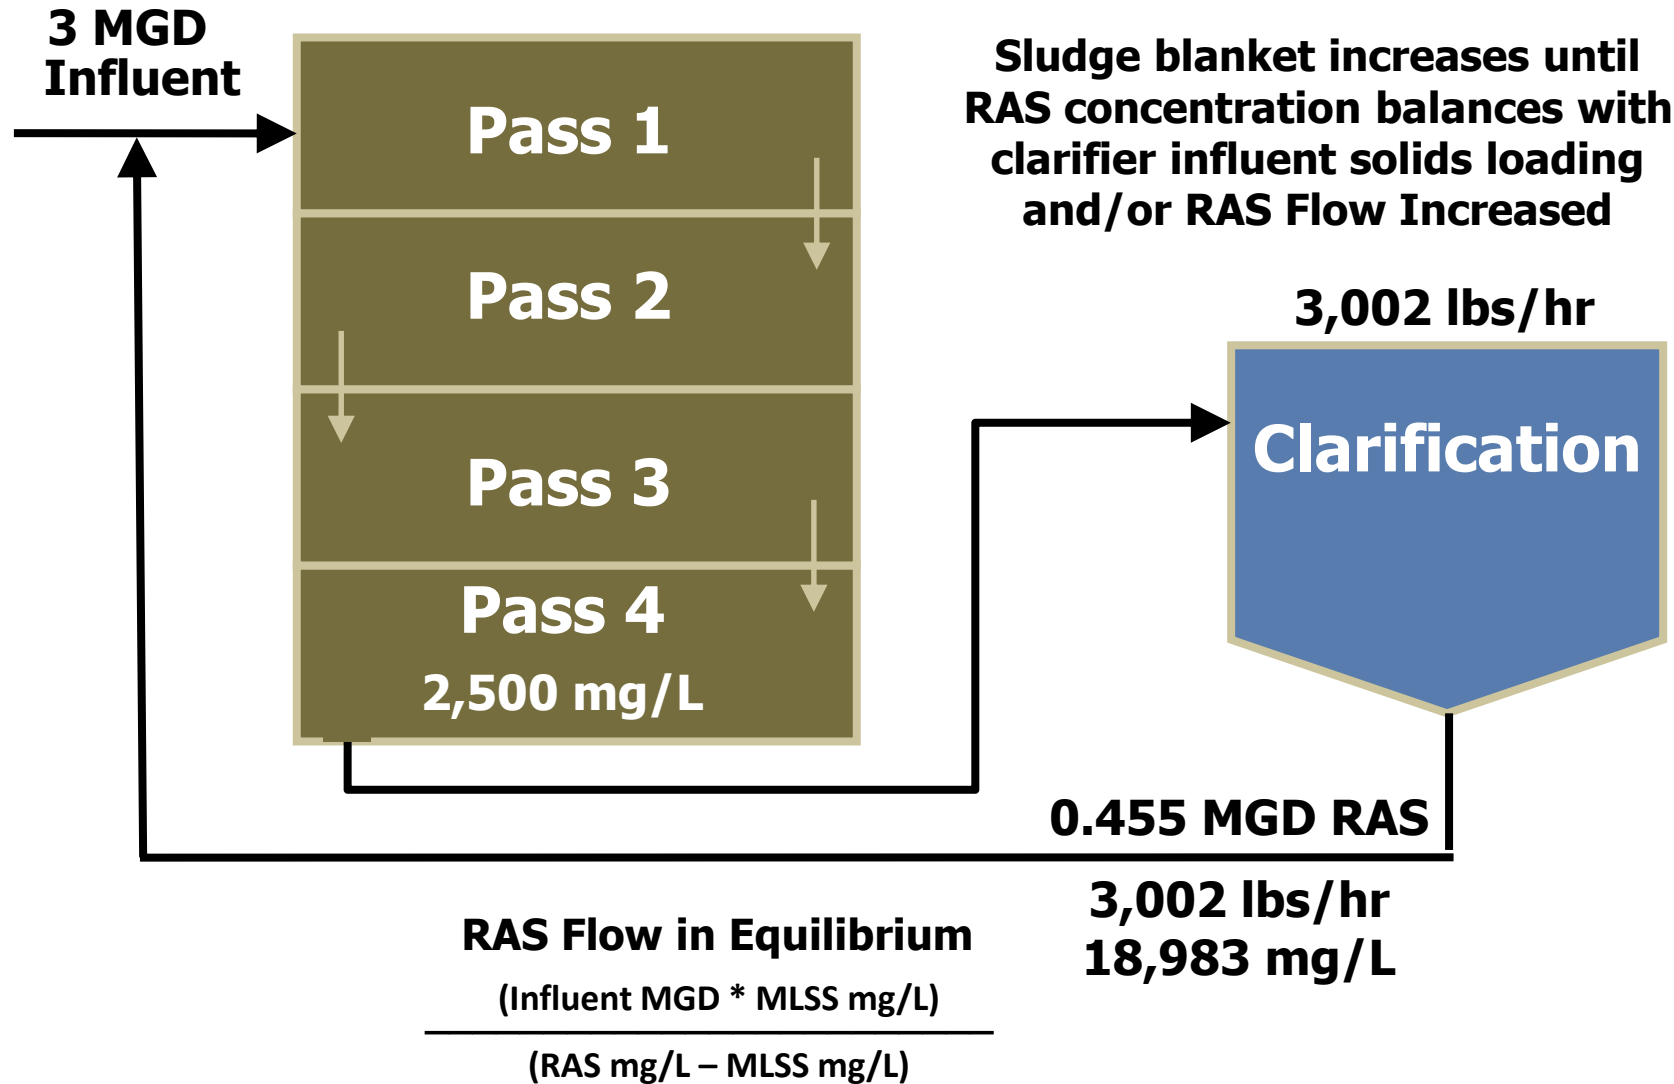 3 MGD
Influent
Pass 1
Pass 2
Pass 3
Pass 4
2,500 mg/L
Sludge blanket increases until
RAS concentration balances with
clarifier influent solids loading
and/or RAS Flow Increased
3,002 lbs/hr
Clarification
0.455 MGD RAS
3,002 lbs/hr
18,983 mg/L
RAS Flow in Equilibrium
(Influent MGD * MLSS mg/L)
(RAS mg/L – MLSS mg/L)